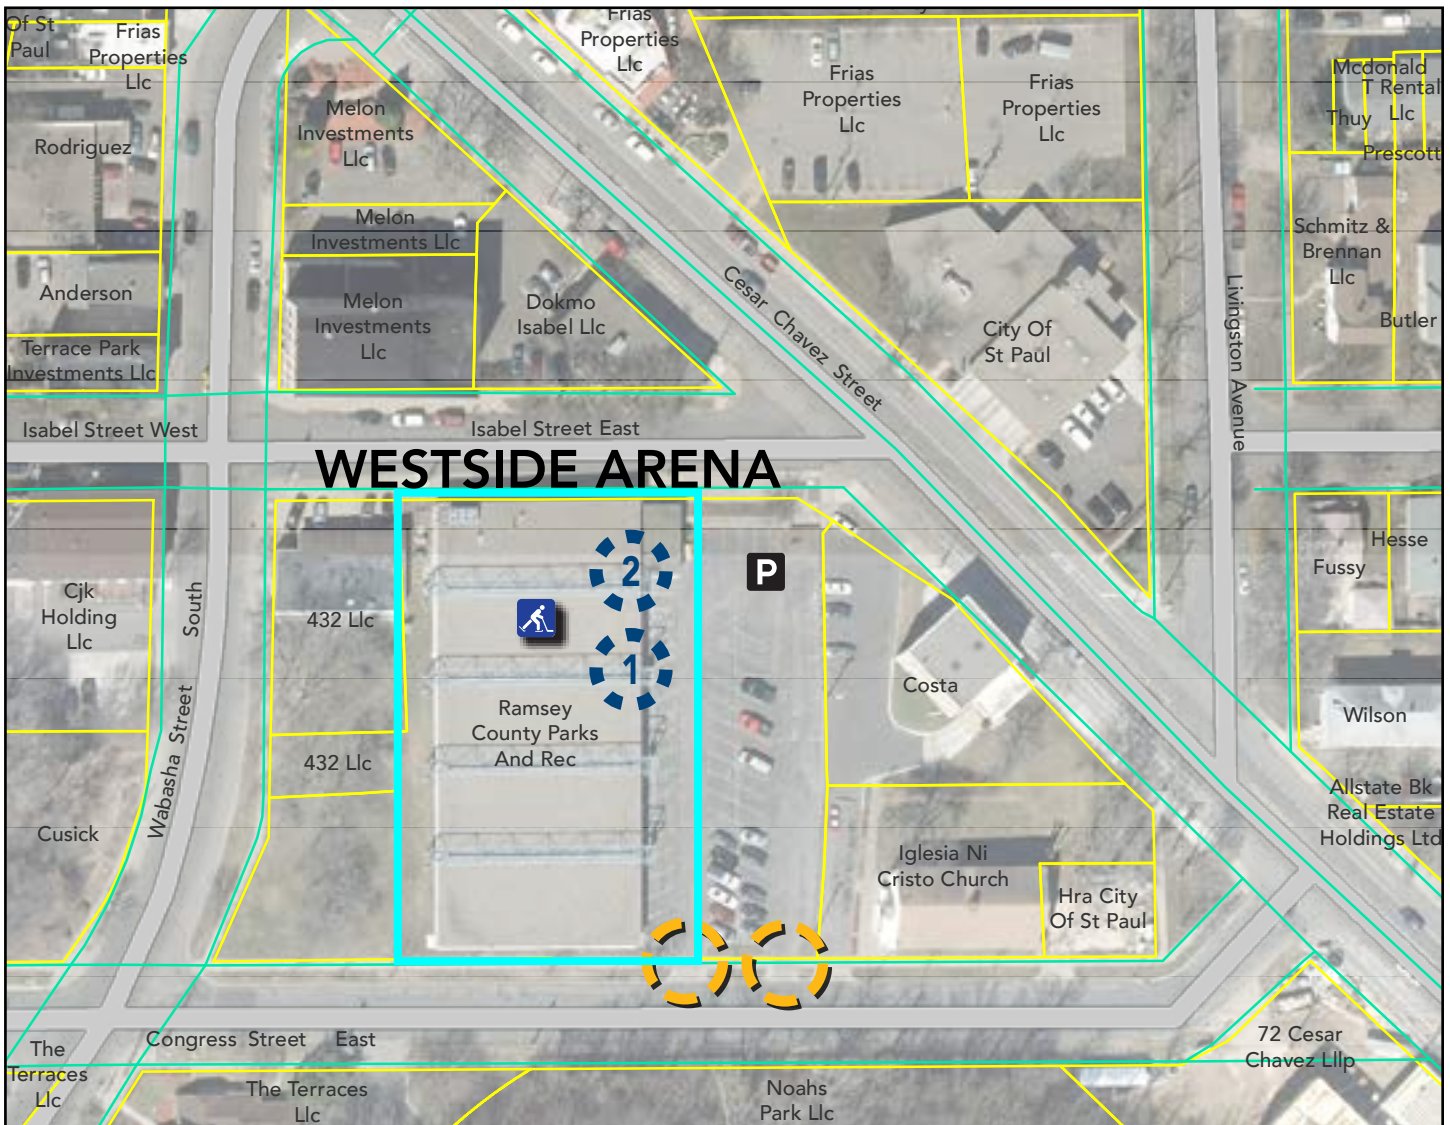 Of St
Paul
Frias
Properties
Llc
Frias
Properties
Llc
Frias
Properties
Llc
Frias
Properties
Llc
Mcdonald
T Rental
Llc
Thuy
Prescott
Rodriguez
Melon
Investments
Llc
Melon
Investments Llc
Melon
Investments
Llc
Dokmo
Isabel Llc
Anderson
Terrace Park
Investments Llc
Cesar Chavez Street
City Of
St Paul
Livingston Avenue
Schmitz &
Brennan
Llc
Butler
Isabel Street West
Isabel Street East
WESTSIDE ARENA
Cjk
Holding
Llc
Wabasha Street South
432 Llc
2
P
1
Ramsey
County Parks
And Rec
432 Llc
Costa
Hesse
Fussy
Wilson
Allstate Bk
Real Estate
Holdings Ltd
Cusick
Iglesia Ni
Cristo Church
Hra City
Of St Paul
Congress Street East
The
Terraces
Llc
The Terraces
Llc
Noahs
Park Llc
72 Cesar
Chavez Lllp